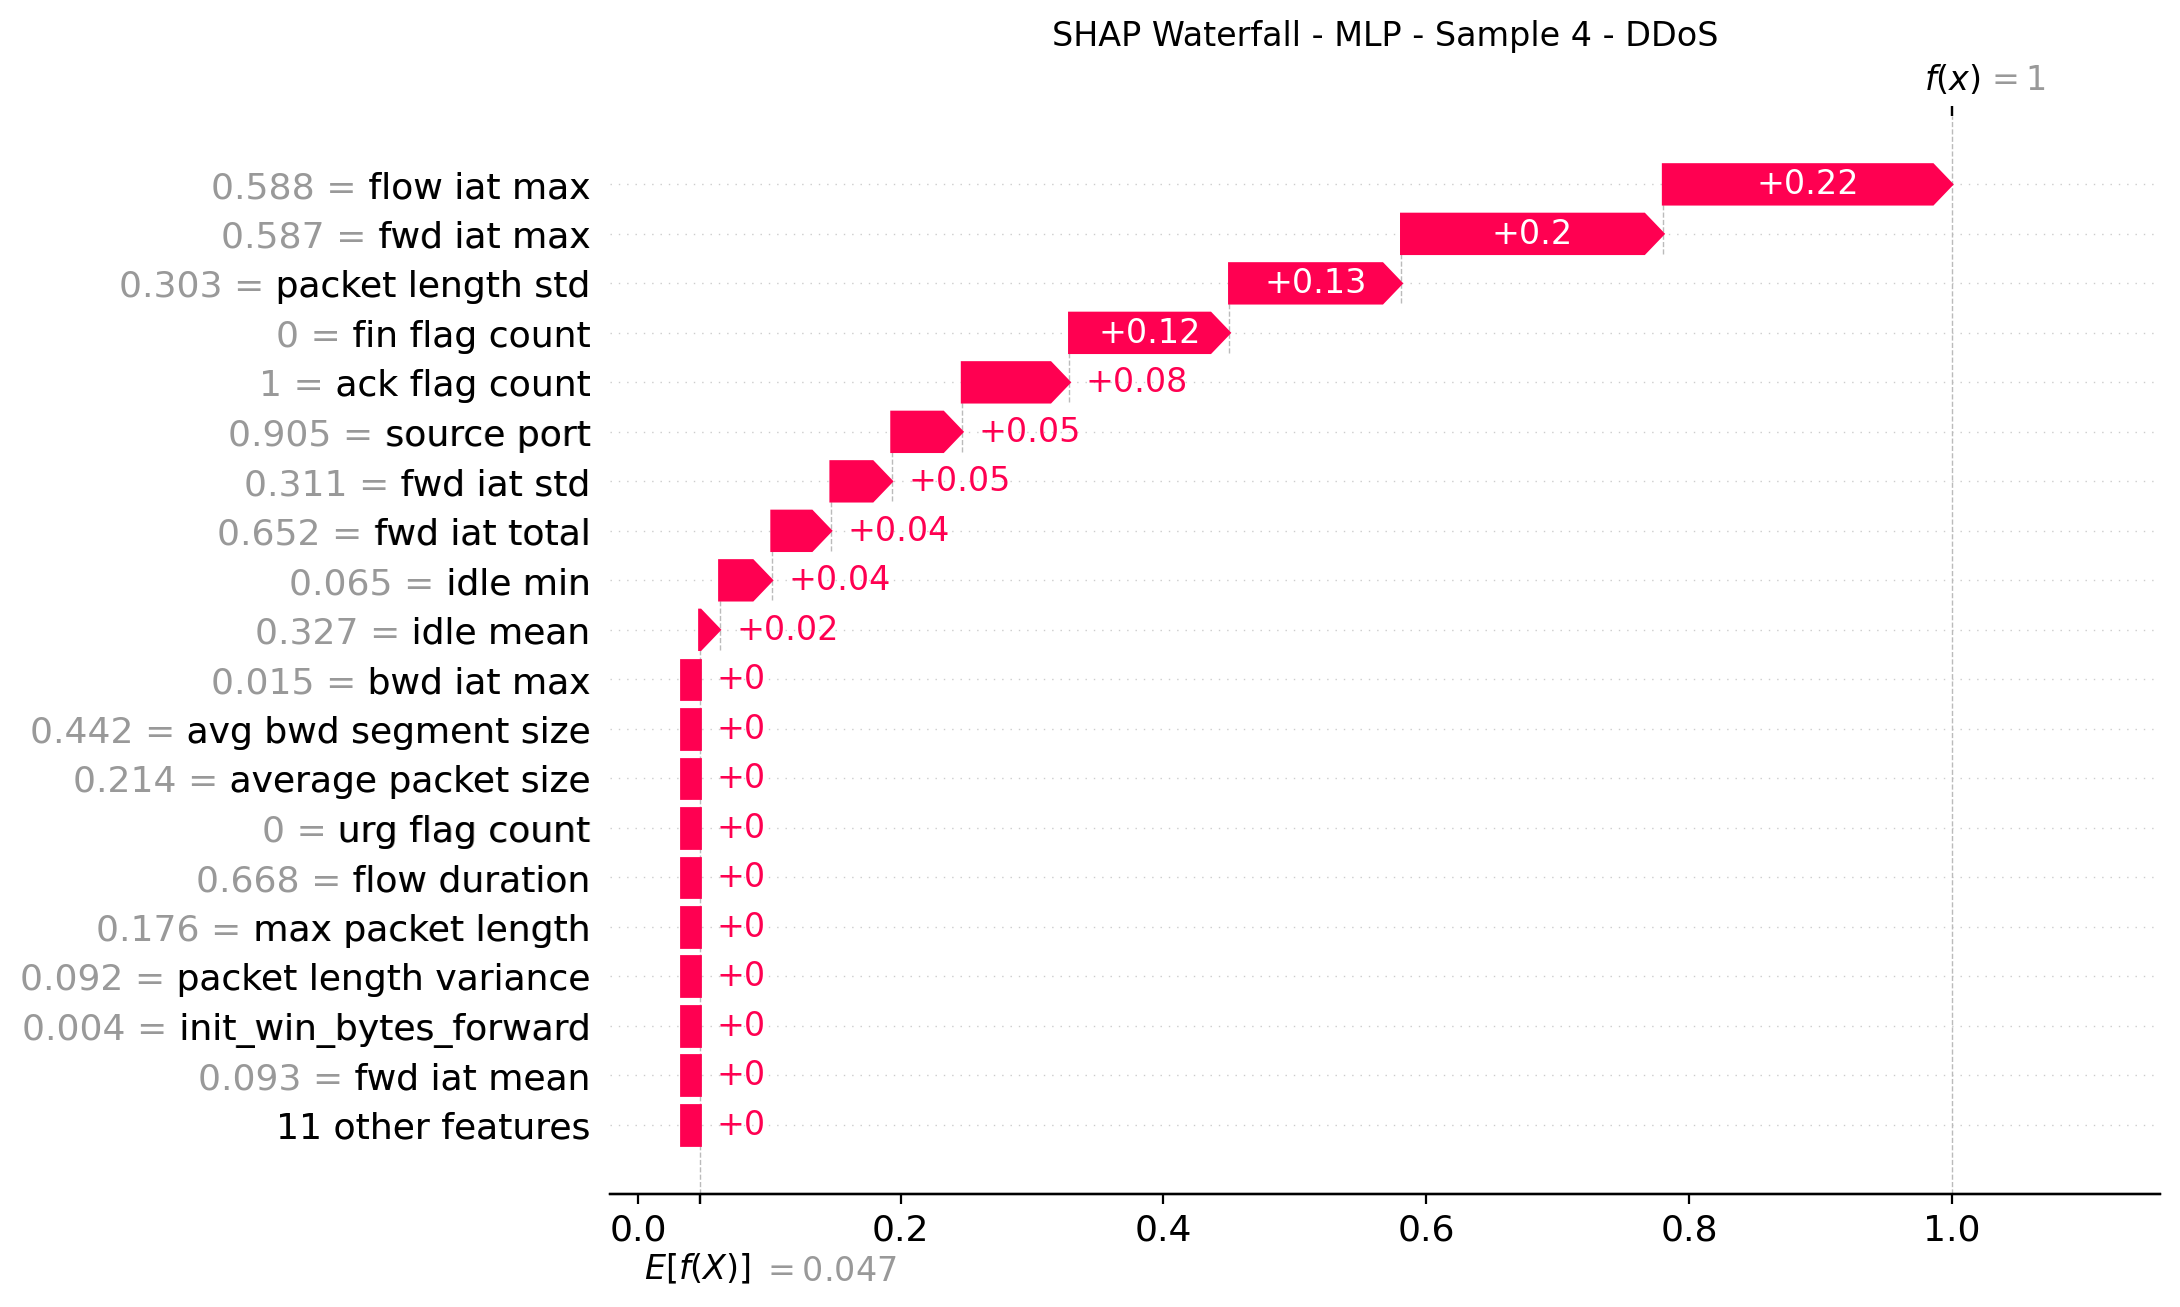 SHAP Waterfall - MLP - Sample 4 - DDoS
f(x) = 1
0.588 = flow iat max +0.22
0.587 = fwd iat max +0.2
0.303 = packet length std +0.13
0 = fin flag count +0.12
1 = ack flag count +0.08
0.905 = source port +0.05
0.311 = fwd iat std +0.05
0.652 = fwd iat total +0.04
0.065 = idle min +0.04
0.327 = idle mean +0.02
0.015 = bwd iat max +0
0.442 = avg bwd segment size +0
0.214 = average packet size +0
0 = urg flag count +0
0.668 = flow duration +0
0.176 = max packet length +0
0.092 = packet length variance +0
0.004 = init_win_bytes_forward +0
0.093 = fwd iat mean +0
11 other features +0
0.0 0.2 0.4 0.6 0.8 1.0
E[f(X)] = 0.047